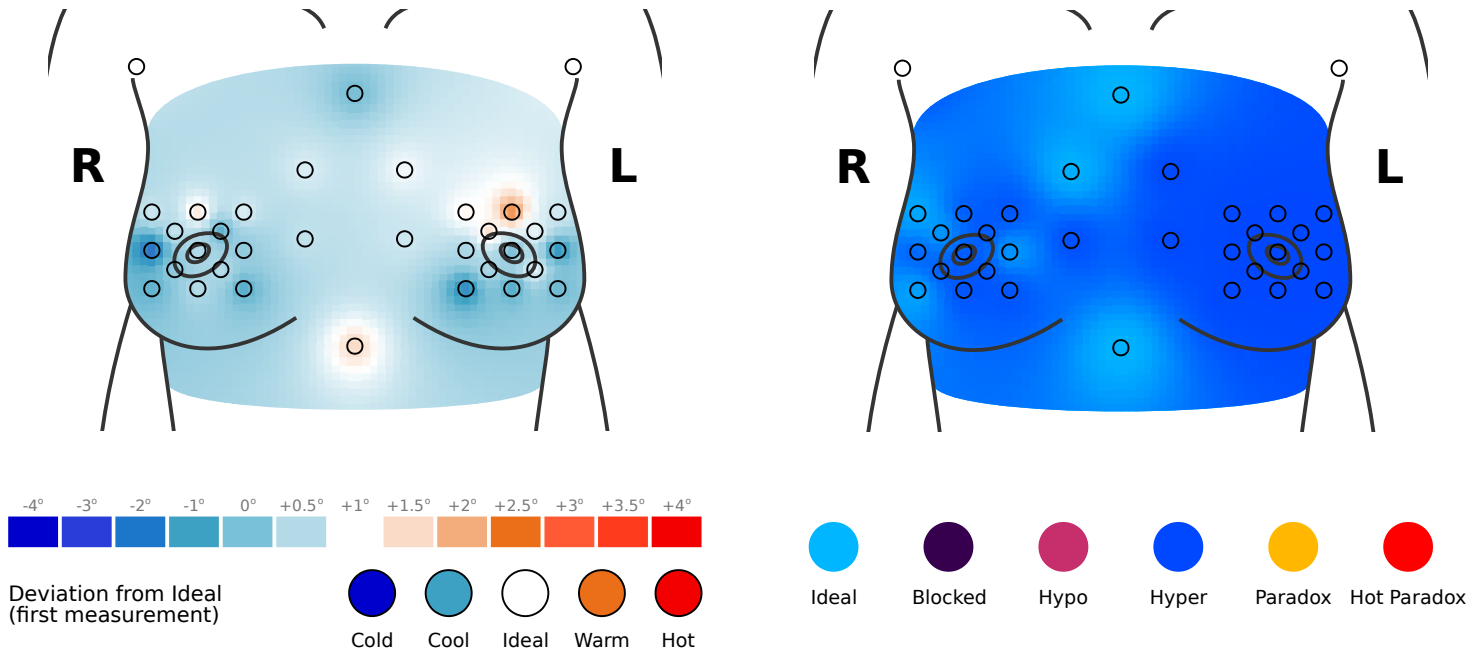 R L R L
-4° -3° -2° -1° 0° +0.5° +1° +1.5° +2° +2.5° +3° +3.5° +4°
Deviation from Ideal
(first measurement)
Cold Cool Ideal Warm Hot
Ideal Blocked Hypo Hyper Paradox Hot Paradox